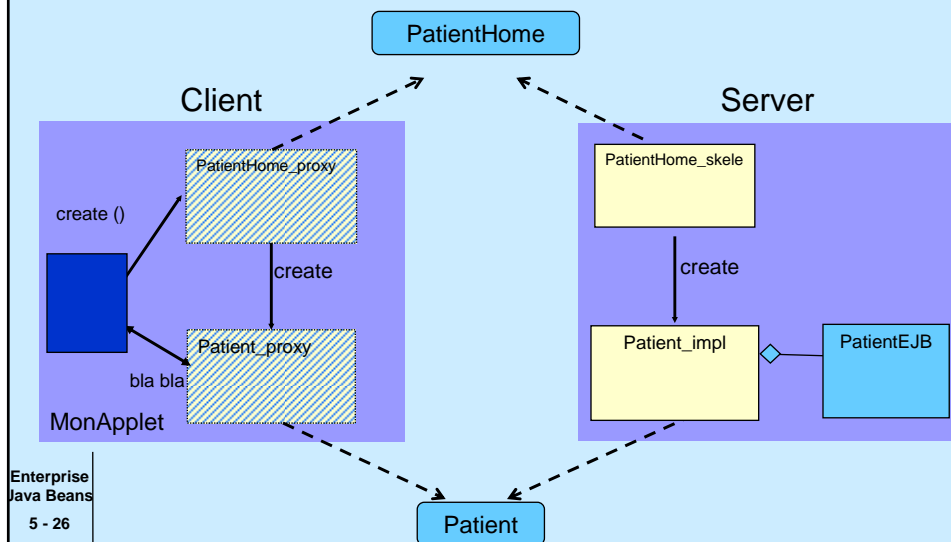 PatientHome
Client
Server
PatientHome_proxy
PatientHome_skele
create ()
create
create
Patient_proxy
Patient_impl
PatientEJB
bla bla
MonApplet
Enterprise
Java Beans
5 - 26
Patient